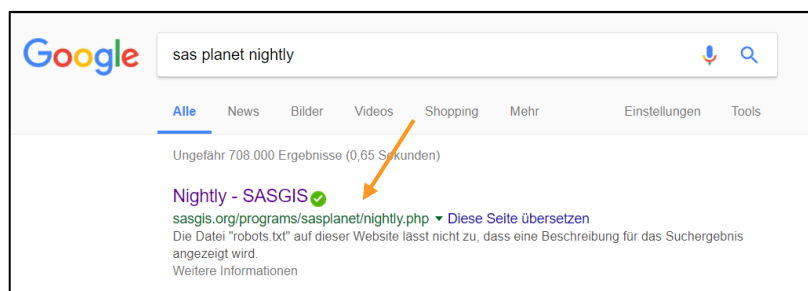 Google sas planet nightly
Alle News Bilder Videos Shopping Mehr Einstellungen Tools
Ungefähr 708.000 Ergebnisse (0,65 Sekunden)
Nightly - SASGIS
sasgis.org/programs/sasplanet/nightly.php ▼ Diese Seite übersetzen
Die Datei "robots.txt" auf dieser Website lässt nicht zu, dass eine Beschreibung für das Suchergebnis
angezeigt wird.
Weitere Informationen